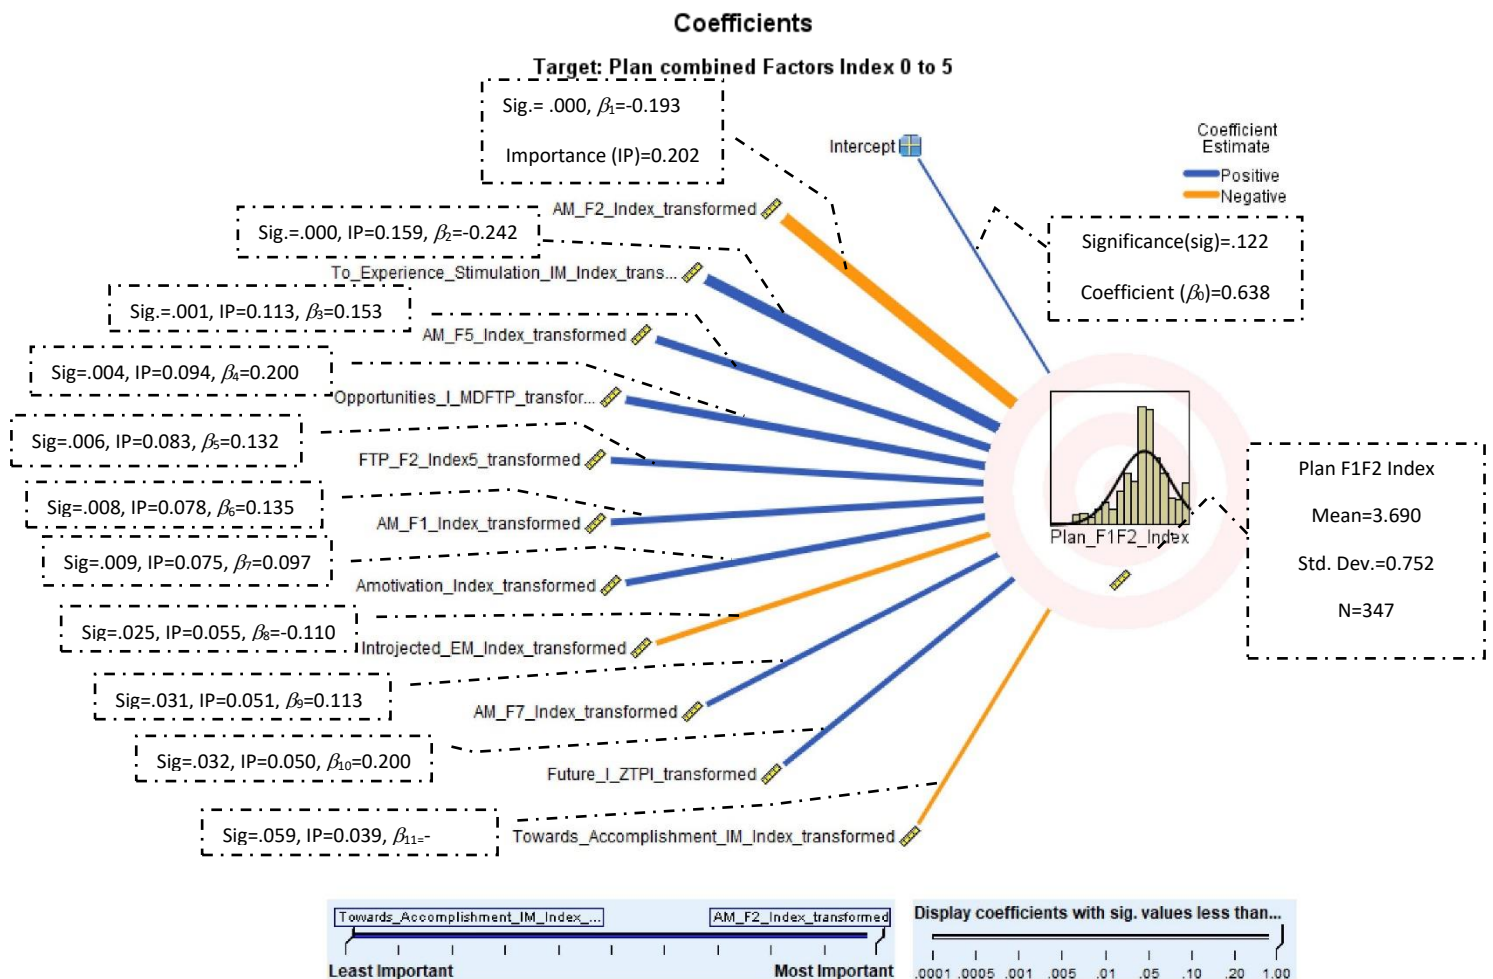 Coefficients
Target: Plan combined Factors Index 0 to 5
Sig.= .000, β1=-0.193
Importance (IP)=0.202
Intercept
Coefficient
Estimate
Positive
Negative
AM_F2_Index_transformed
Sig.=.000, IP=0.159, β2=-0.242
Significance(sig)=.122
Coefficient (β0)=0.638
To_Experience_Stimulation_IM_Index_trans...
Sig.=.001, IP=0.113, β3=0.153
AM_F5_Index_transformed
Sig=.004, IP=0.094, β4=0.200
Opportunities_I_MDFTP_transfor...
Sig=.006, IP=0.083, β5=0.132
FTP_F2_Index5_transformed
Sig=.008, IP=0.078, β6=0.135
AM_F1_Index_transformed
Sig=.009, IP=0.075, β7=0.097
Amotivation_Index_transformed
Sig=.025, IP=0.055, β8=-0.110
Introjected_EM_Index_transformed
Sig=.031, IP=0.051, β9=0.113
AM_F7_Index_transformed
Sig=.032, IP=0.050, β10=0.200
Future_I_ZTPI_transformed
Sig=.059, IP=0.039, β11=-
Towards_Accomplishment_IM_Index_transformed
Plan_F1F2_Index
Plan F1F2 Index
Mean=3.690
Std. Dev.=0.752
N=347
Towards_Accomplishment_IM_Index_...
AM_F2_Index_transformed
Least Important
Most Important
Display coefficients with sig. values less than...
.0001 .0005 .001 .005 .01 .05 .10 .20 1.00